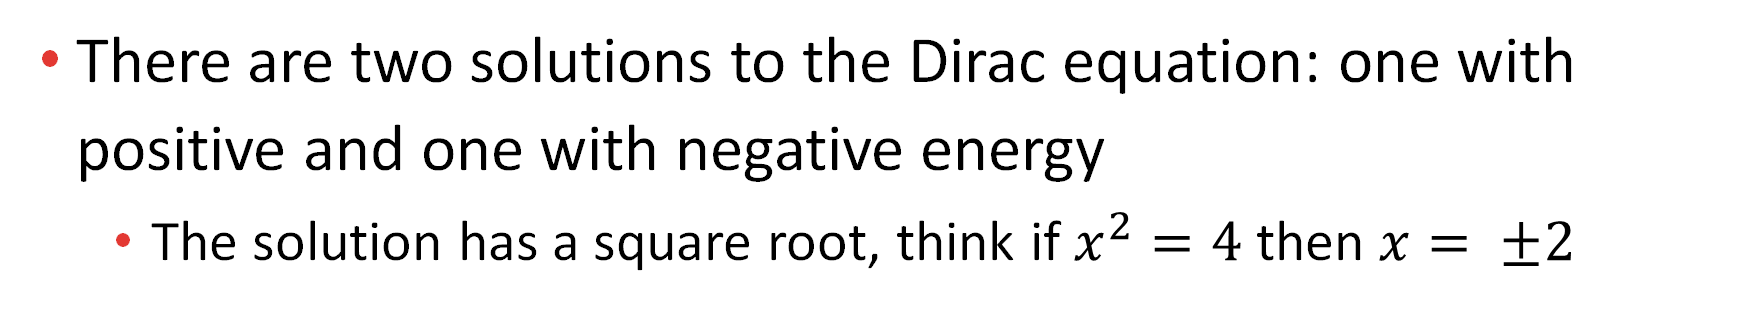 • There are two solutions to the Dirac equation: one with
positive and one with negative energy
• The solution has a square root, think if x² = 4 then x = ±2